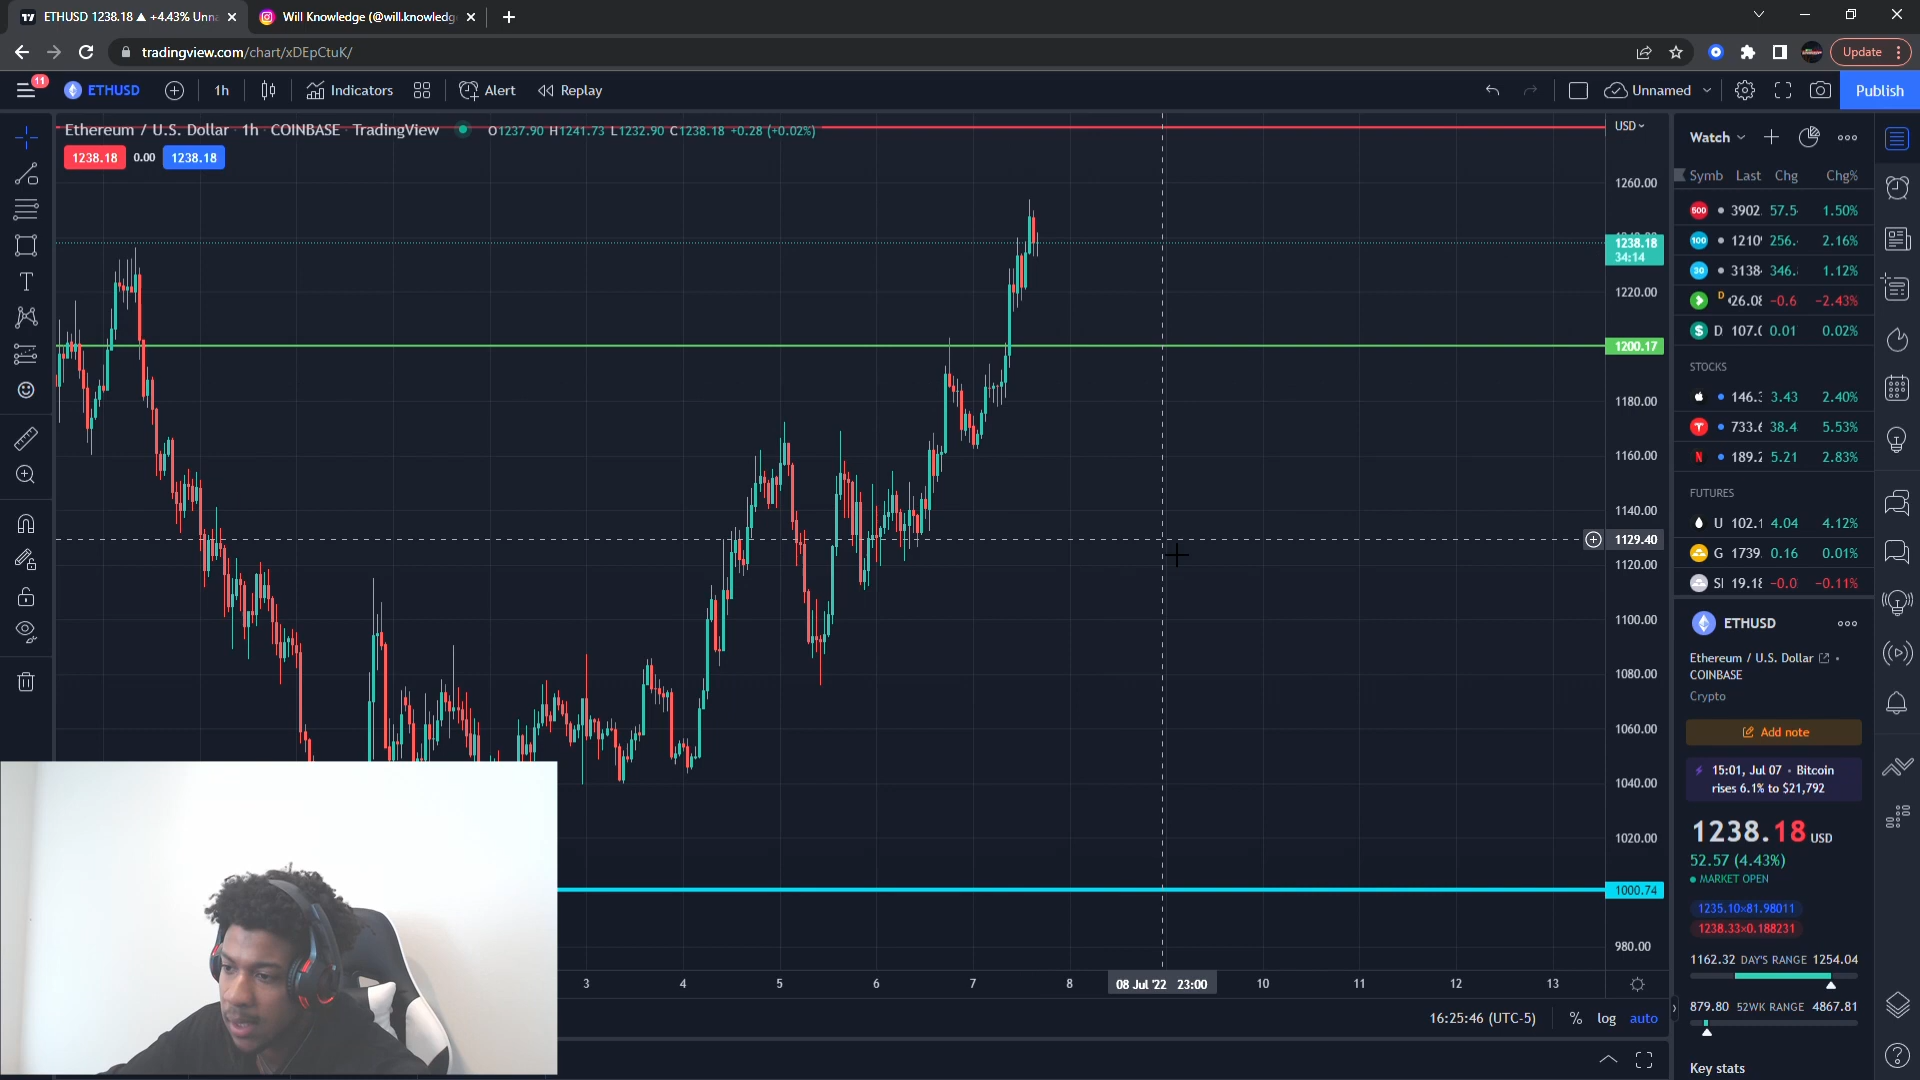 ETHUSD 1238.18 ▲ +4.43% Unna
Will Knowledge (@will.knowledg
tradingview.com/chart/xDEpCtuK/
Update
11
ETHUSD
1h
Indicators
Alert
Replay
Unnamed
Publish
Ethereum / U.S. Dollar · 1h · COINBASE · TradingView
O1237.90 H1241.73 L1232.90 C1238.18 +0.28 (+0.02%)
1238.18
0.00
1238.18
USD
1260.00
1238.18
34:14
1220.00
1200.17
1180.00
1160.00
1140.00
1129.40
1120.00
1100.00
1080.00
1060.00
1040.00
1020.00
1000.74
980.00
3
4
5
6
7
8
08 Jul '22 23:00
10
11
12
13
16:25:46 (UTC-5)
%
log
auto
Watch
Symb Last Chg Chg%
500 3902 57.5 1.50%
100 1210 256. 2.16%
30 3138 346. 1.12%
D 26.08 -0.6 -2.43%
D 107.0 0.01 0.02%
STOCKS
146.3 3.43 2.40%
733.6 38.4 5.53%
189.2 5.21 2.83%
FUTURES
U 102.1 4.04 4.12%
G 1739. 0.16 0.01%
SI 19.18 -0.0 -0.11%
ETHUSD
Ethereum / U.S. Dollar
COINBASE
Crypto
Add note
15:01, Jul 07 • Bitcoin
rises 6.1% to $21,792
1238.18 USD
52.57 (4.43%)
MARKET OPEN
1235.10×81.98011
1238.33×0.188231
1162.32 DAY'S RANGE 1254.04
879.80 52WK RANGE 4867.81
Key stats